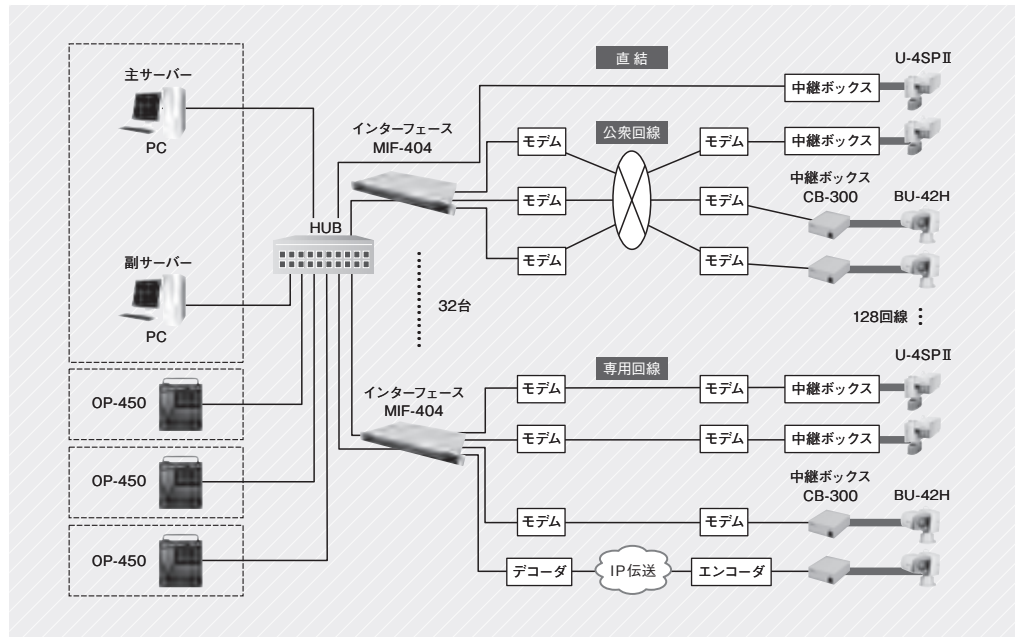 主サーバー
PC
副サーバー
PC
OP-450
OP-450
OP-450
HUB
インターフェース
MIF-404
32台
インターフェース
MIF-404
直結
中継ボックス
U-4SPⅡ
公衆回線
モデム
モデム
中継ボックス
モデム
モデム
中継ボックス
CB-300
BU-42H
モデム
モデム
128回線
専用回線
U-4SPⅡ
モデム
モデム
中継ボックス
モデム
モデム
中継ボックス
中継ボックス
CB-300
BU-42H
モデム
モデム
デコーダ
IP伝送
エンコーダ